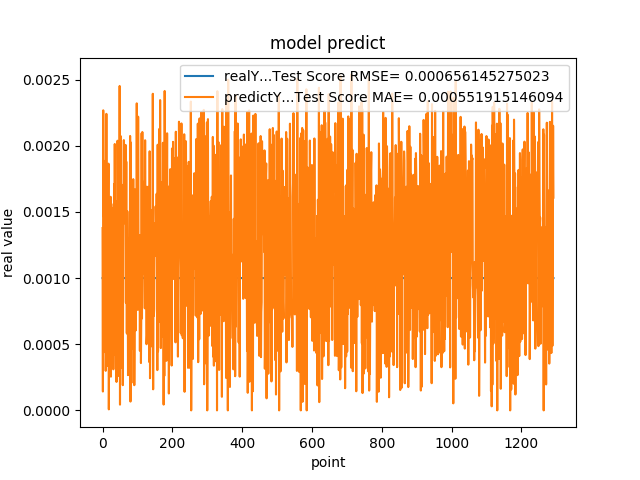 model predict
realY...Test Score RMSE= 0.000656145275023
predictY...Test Score MAE= 0.000551915146094
0.0025
0.0020
0.0015
0.0010
0.0005
0.0000
real value
0 200 400 600 800 1000 1200
point